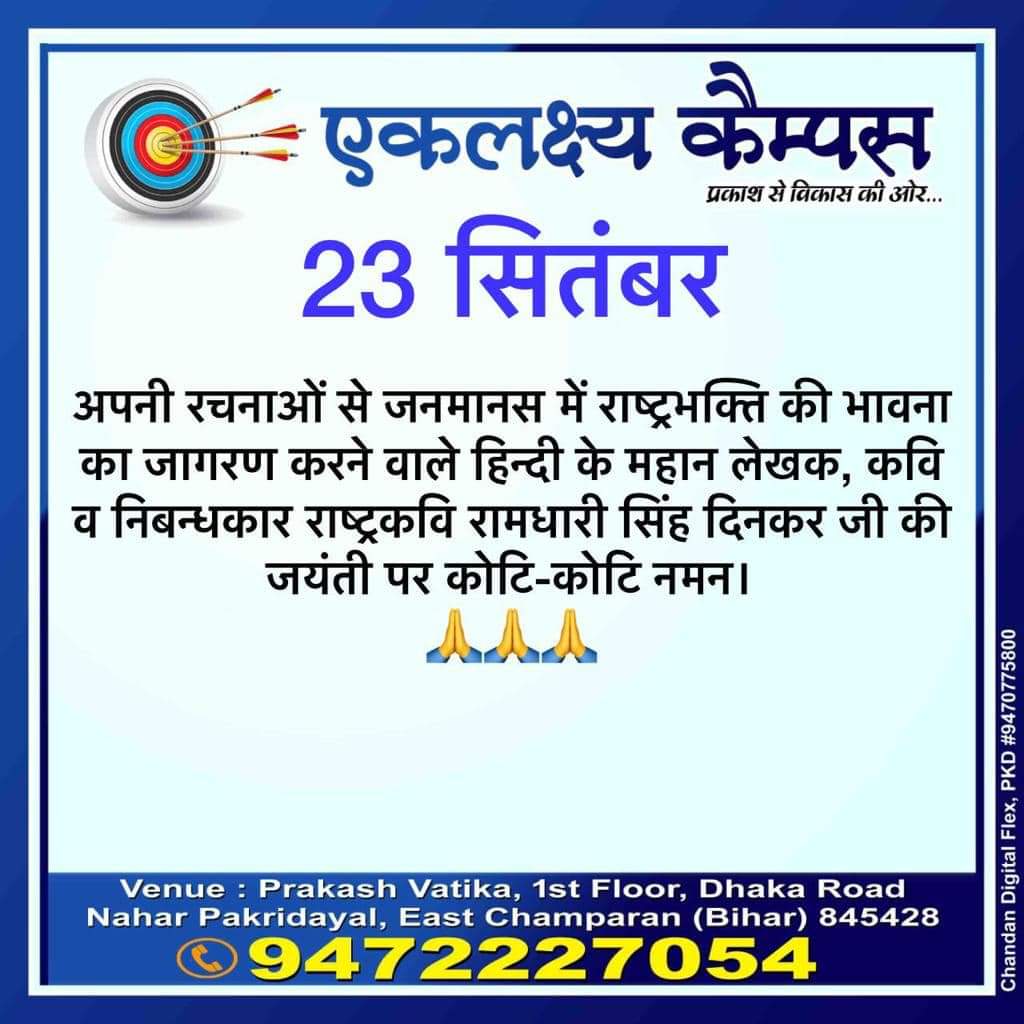 एकलक्ष्य कैम्पस
प्रकाश से विकास की ओर...
23 सितंबर
अपनी रचनाओं से जनमानस में राष्ट्रभक्ति की भावना
का जागरण करने वाले हिन्दी के महान लेखक, कवि
व निबन्धकार राष्ट्रकवि रामधारी सिंह दिनकर जी की
जयंती पर कोटि-कोटि नमन।
🙏🙏🙏
Venue : Prakash Vatika, 1st Floor, Dhaka Road
Nahar Pakridayal, East Champaran (Bihar) 845428
9472227054
Chandan Digital Flex, PKD #9470775800